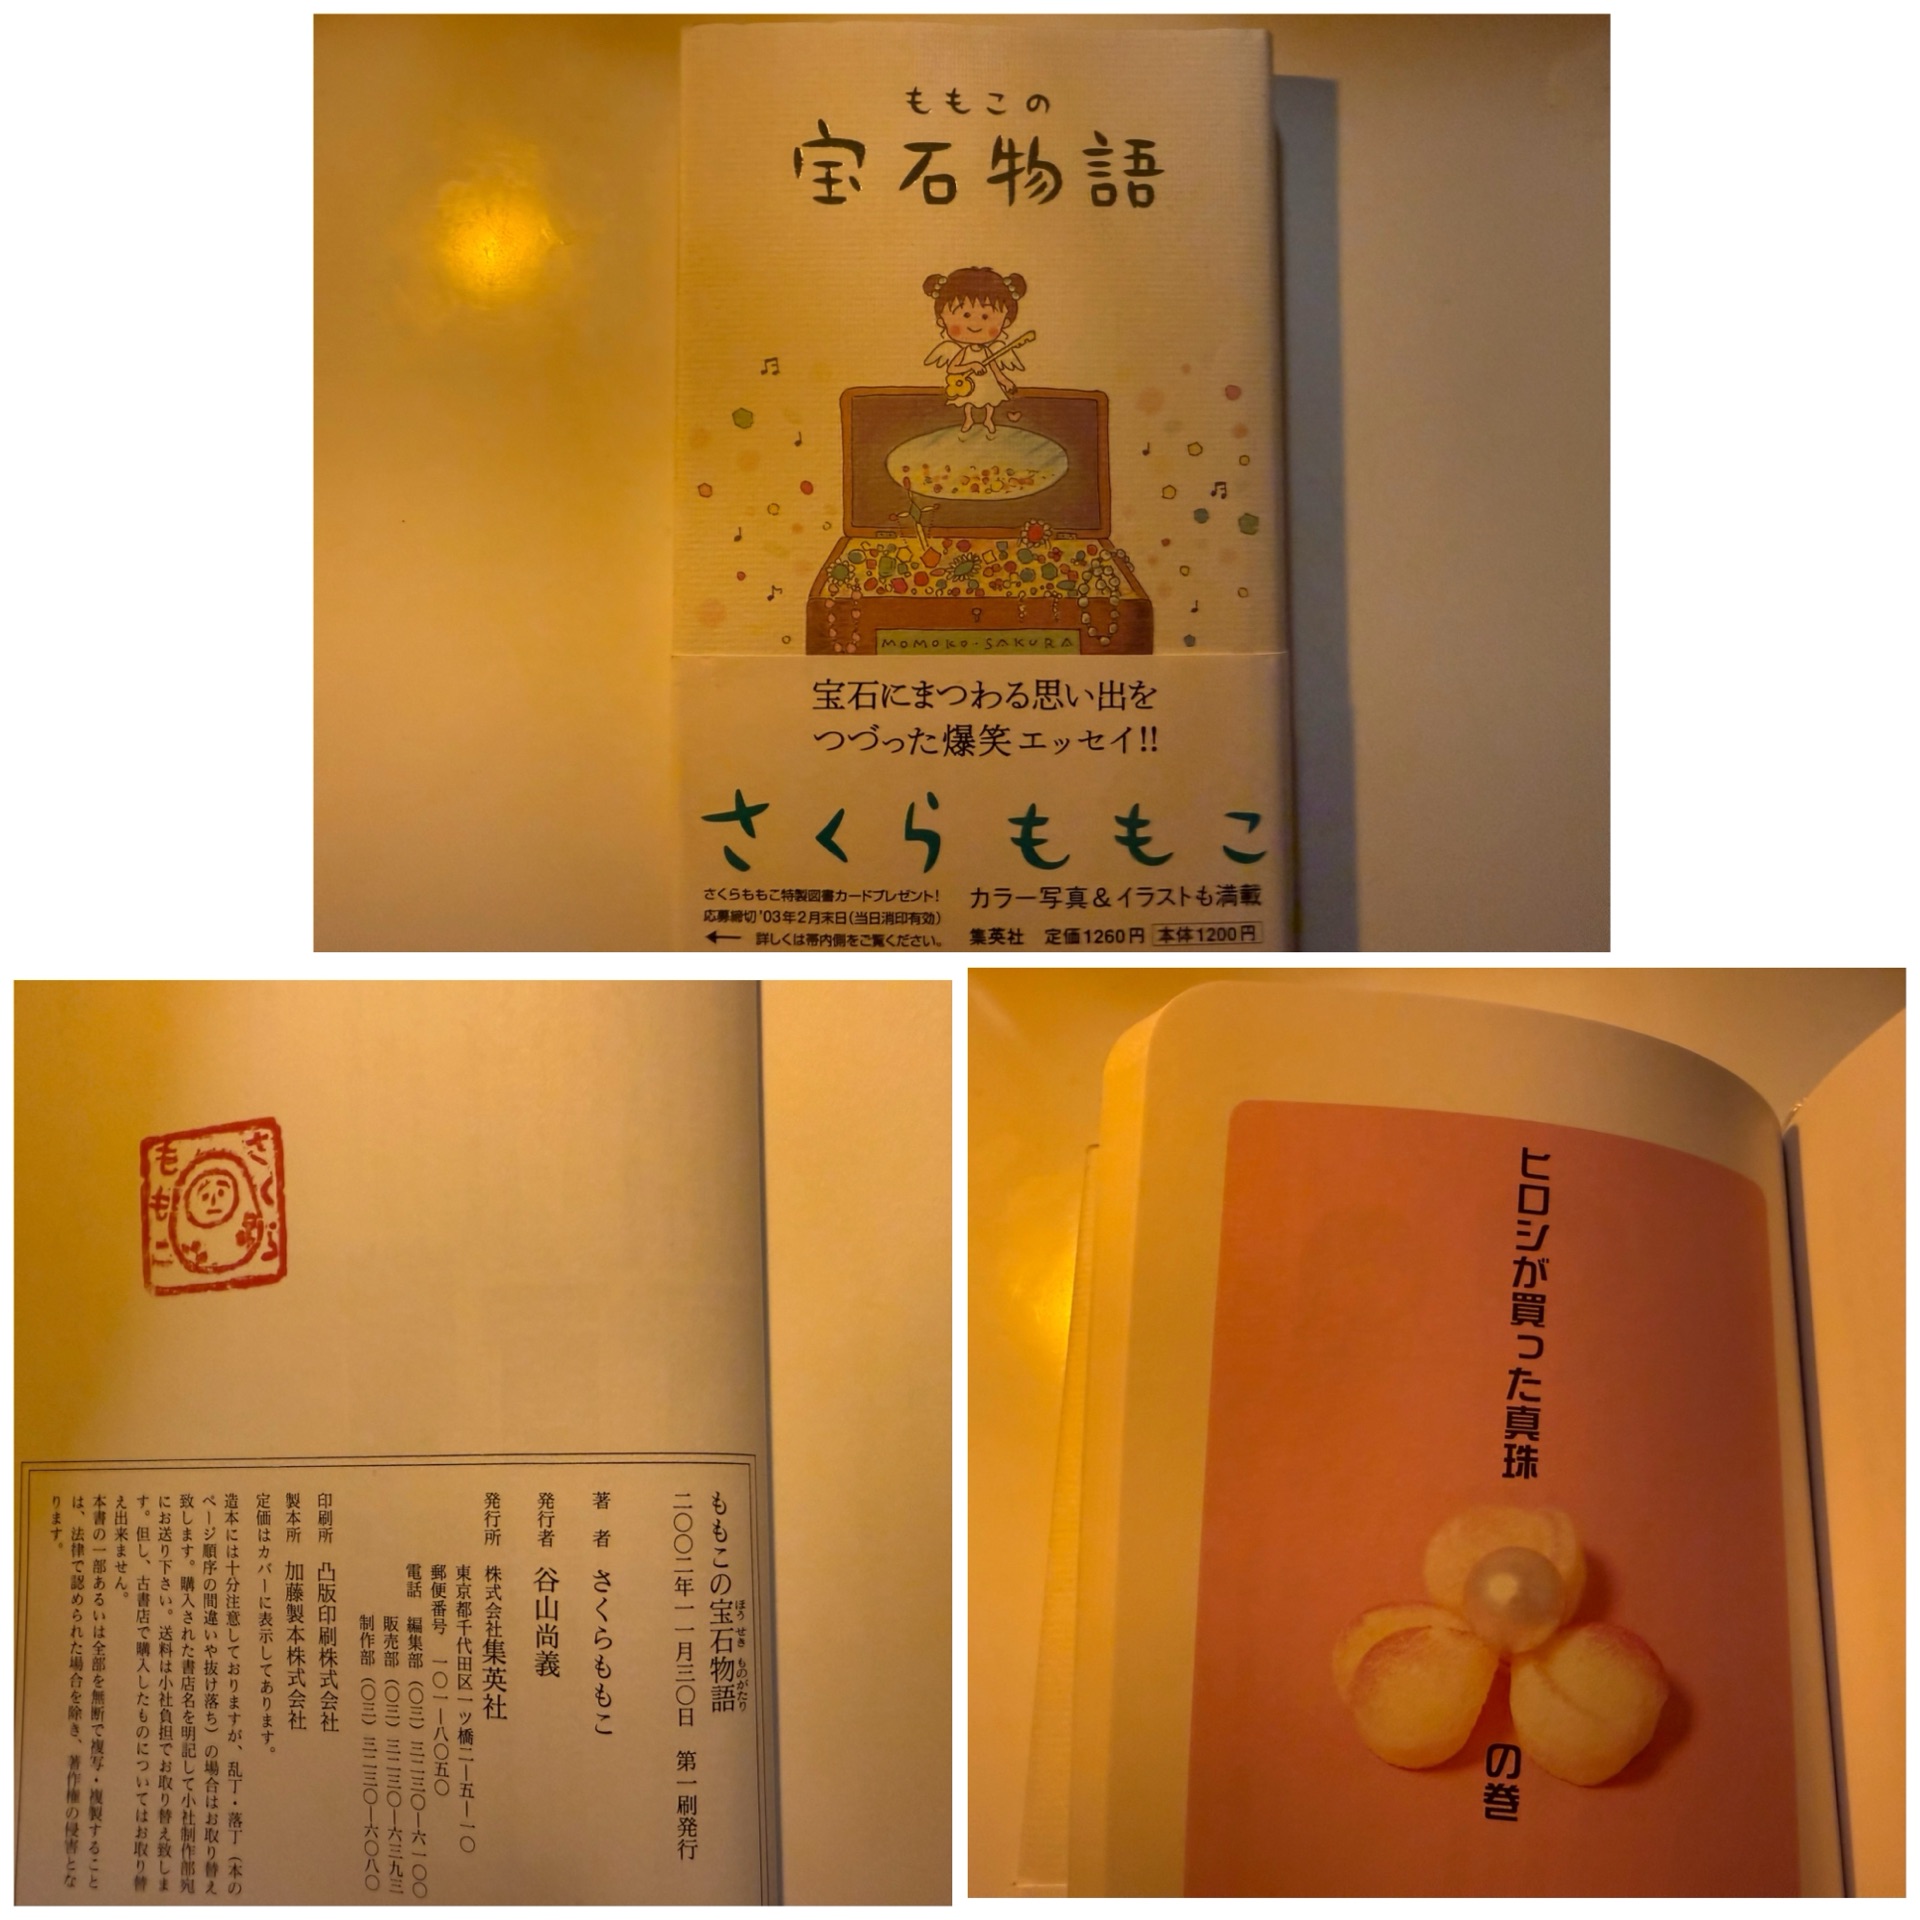 ももこの
宝石物語
MOMOKO・SAKURA
宝石にまつわる思い出を
つづった爆笑エッセイ!!
さくらももこ
さくらももこ特製図書カードプレゼント!
応募締切'03年2月末日(当日消印有効)
← 詳しくは帯内側をご覧ください。
カラー写真&イラストも満載
集英社 定価1260円 本体1200円
さくら
ももこ
ももこの宝石物語
ほうせきものがたり
二〇〇二年一一月三〇日 第一刷発行
著者 さくらももこ
発行者 谷山尚義
発行所 株式会社集英社
東京都千代田区一ツ橋二―五―一〇
郵便番号 一〇一―八〇五〇
電話 編集部(〇三)三二三〇―六一〇〇
販売部(〇三)三二三〇―六三九三
制作部(〇三)三二三〇―六〇八〇
印刷所 凸版印刷株式会社
製本所 加藤製本株式会社
定価はカバーに表示してあります。
造本には十分注意しておりますが、乱丁・落丁(本の
ページ順序の間違いや抜け落ち)の場合はお取り替え
致します。購入された書店名を明記して小社制作部宛
にお送り下さい。送料は小社負担でお取り替え致しま
す。但し、古書店で購入したものについてはお取り替
え出来ません。
本書の一部あるいは全部を無断で複写・複製すること
は、法律で認められた場合を除き、著作権の侵害とな
ります。
ヒロシが買った真珠
の巻